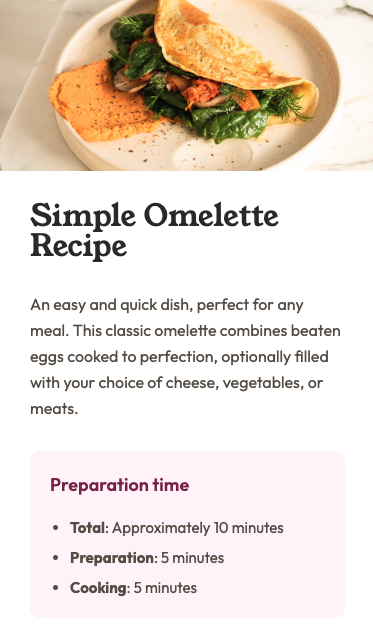 Simple Omelette
Recipe
An easy and quick dish, perfect for any
meal. This classic omelette combines beaten
eggs cooked to perfection, optionally filled
with your choice of cheese, vegetables, or
meats.
Preparation time
• Total: Approximately 10 minutes
• Preparation: 5 minutes
• Cooking: 5 minutes